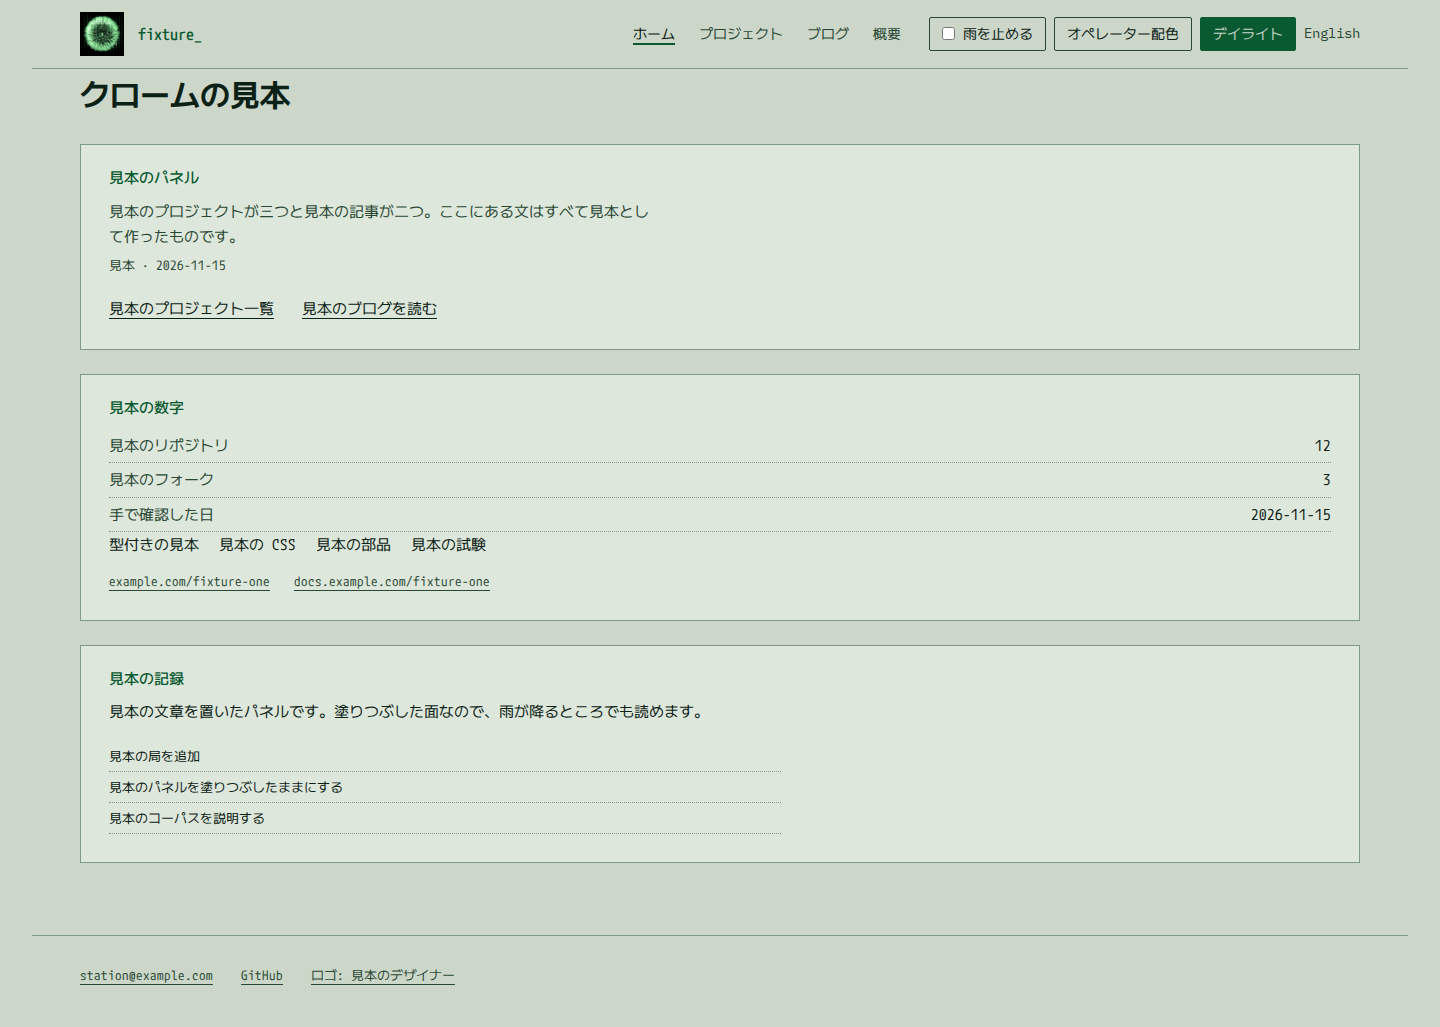 fixture_
ホーム プロジェクト ブログ 概要 雨を止める オペレーター配色 デイライト English
クロームの見本
見本のパネル
見本のプロジェクトが三つと見本の記事が二つ。ここにある文はすべて見本とし
て作ったものです。
見本 · 2026-11-15
見本のプロジェクト一覧 見本のブログを読む
見本の数字
見本のリポジトリ 12
見本のフォーク 3
手で確認した日 2026-11-15
型付きの見本 見本の CSS 見本の部品 見本の試験
example.com/fixture-one docs.example.com/fixture-one
見本の記録
見本の文章を置いたパネルです。塗りつぶした面なので、雨が降るところでも読めます。
見本の局を追加
見本のパネルを塗りつぶしたままにする
見本のコーパスを説明する
station@example.com GitHub ロゴ: 見本のデザイナー